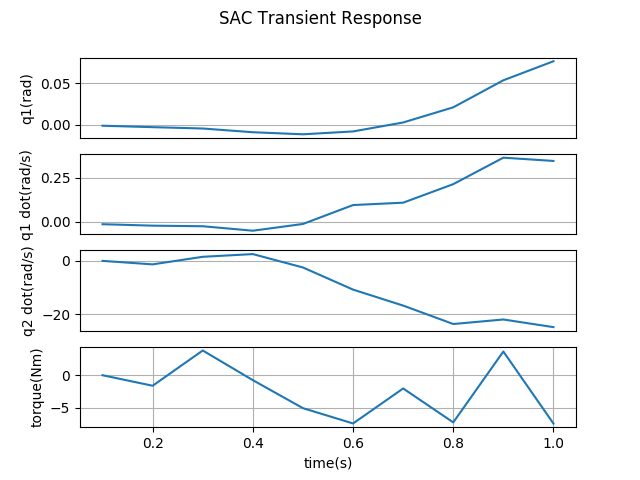 SAC Transient Response
q1(rad)
0.05
0.00
q1 dot(rad/s)
0.25
0.00
q2 dot(rad/s)
0
−20
torque(Nm)
0
−5
0.2 0.4 0.6 0.8 1.0
time(s)